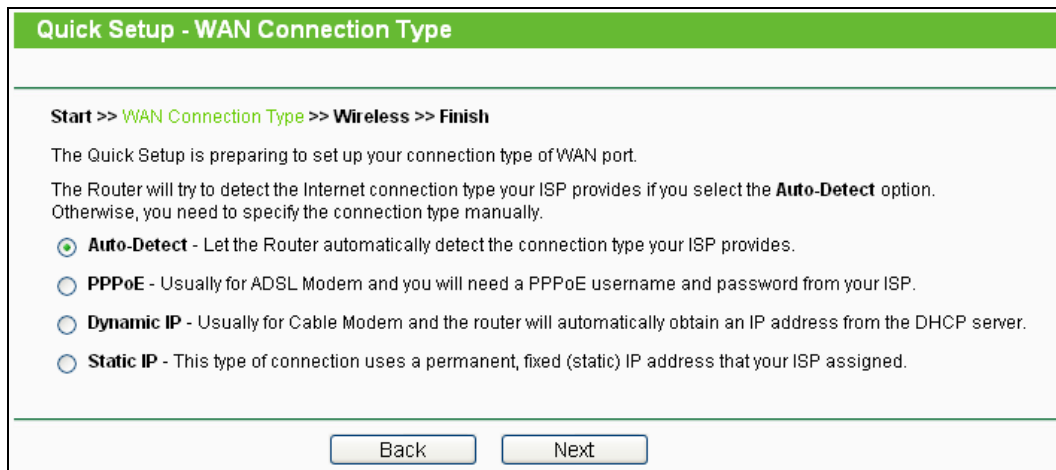 Quick Setup - WAN Connection Type
Start >> WAN Connection Type >> Wireless >> Finish
The Quick Setup is preparing to set up your connection type of WAN port.
The Router will try to detect the Internet connection type your ISP provides if you select the Auto-Detect option.
Otherwise, you need to specify the connection type manually.
Auto-Detect - Let the Router automatically detect the connection type your ISP provides.
PPPoE - Usually for ADSL Modem and you will need a PPPoE username and password from your ISP.
Dynamic IP - Usually for Cable Modem and the router will automatically obtain an IP address from the DHCP server.
Static IP - This type of connection uses a permanent, fixed (static) IP address that your ISP assigned.
Back Next